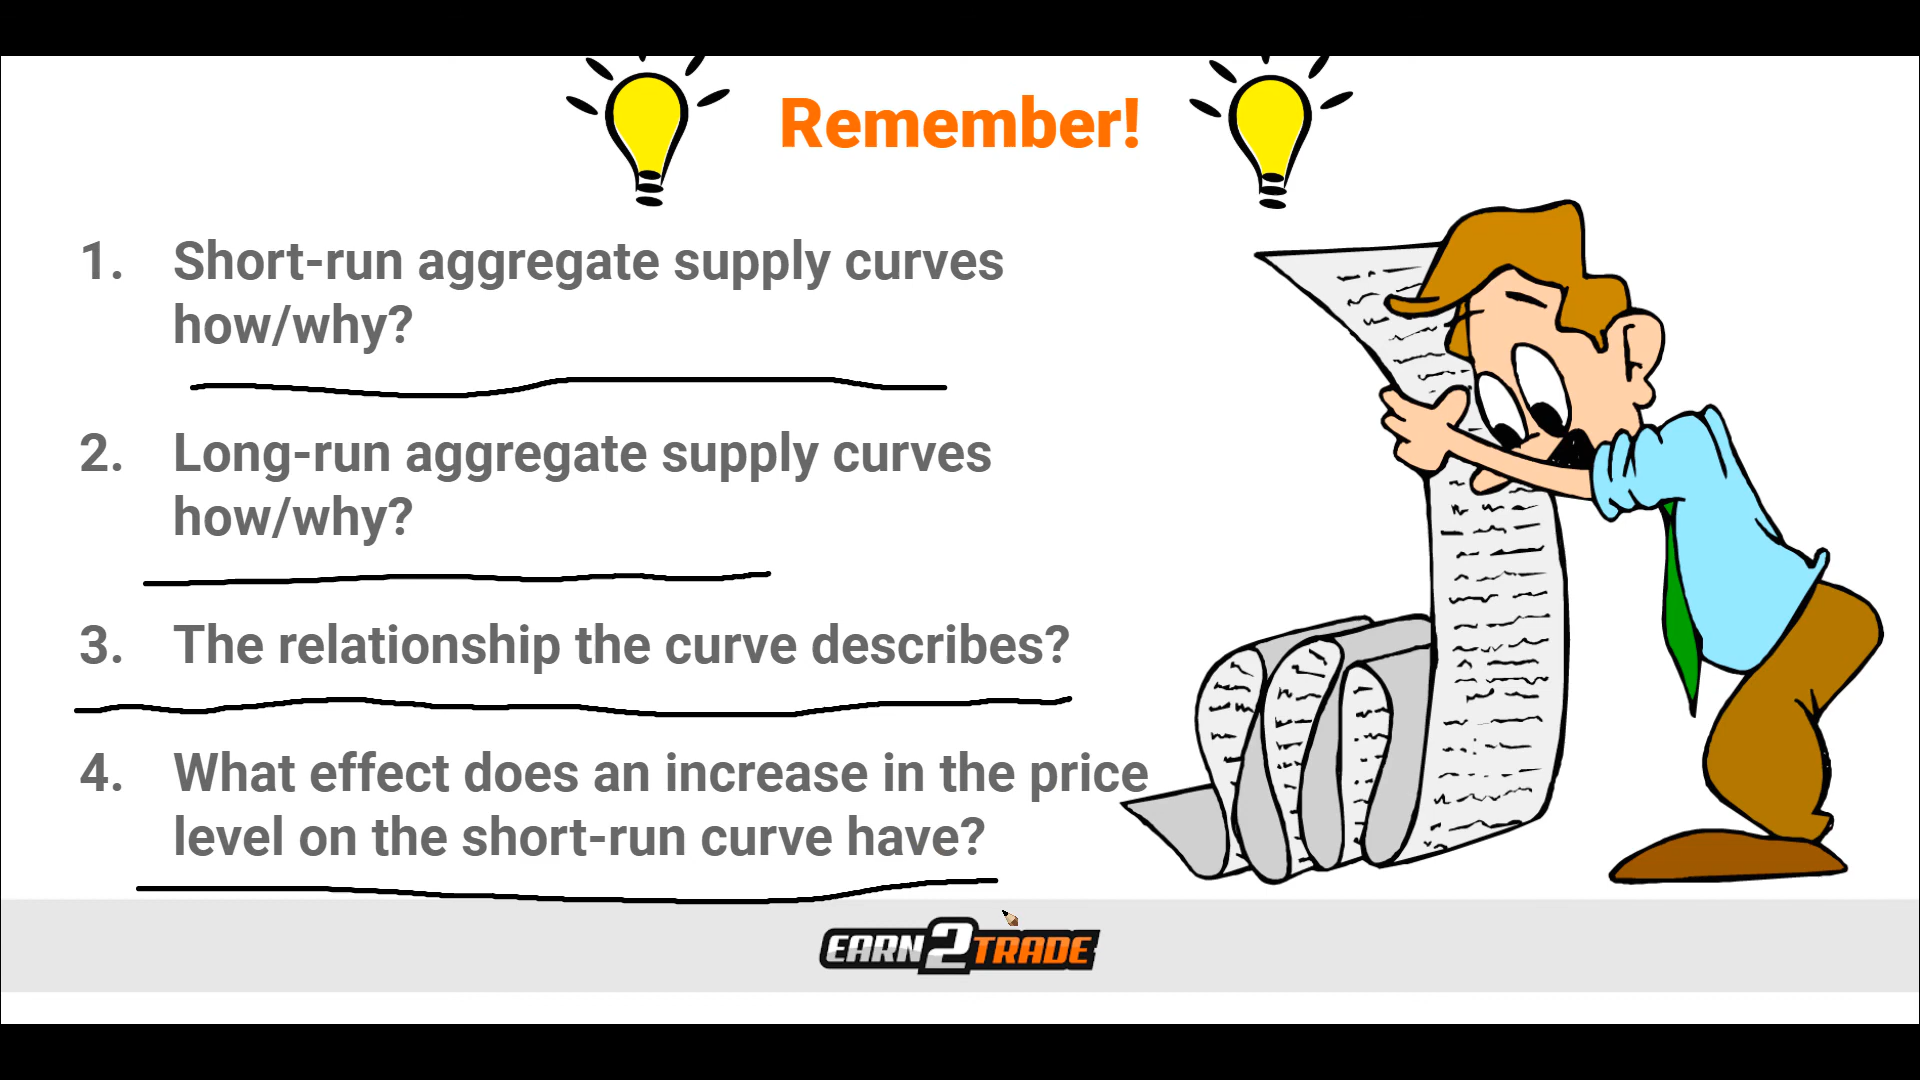 Remember!
1. Short-run aggregate supply curves
how/why?
2. Long-run aggregate supply curves
how/why?
3. The relationship the curve describes?
4. What effect does an increase in the price
level on the short-run curve have?
EARN2TRADE